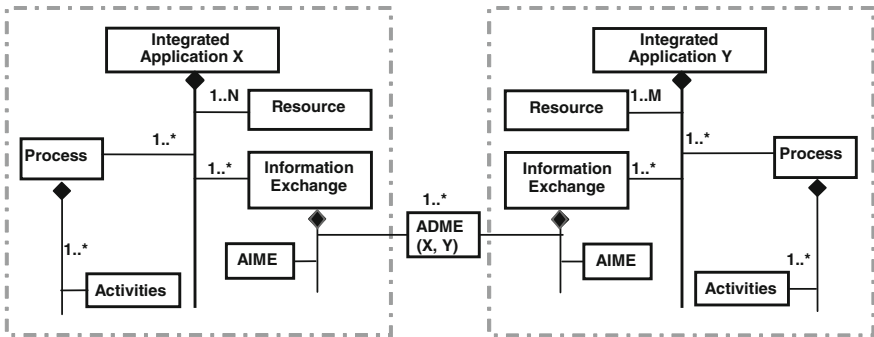 Integrated
Application X
1..N
Resource
Process
1..*
1..*
Information
Exchange
1..*
AIME
Activities
1..*
ADME
(X, Y)
Integrated
Application Y
Resource
1..M
1..*
Process
Information
Exchange
1..*
AIME
1..*
Activities